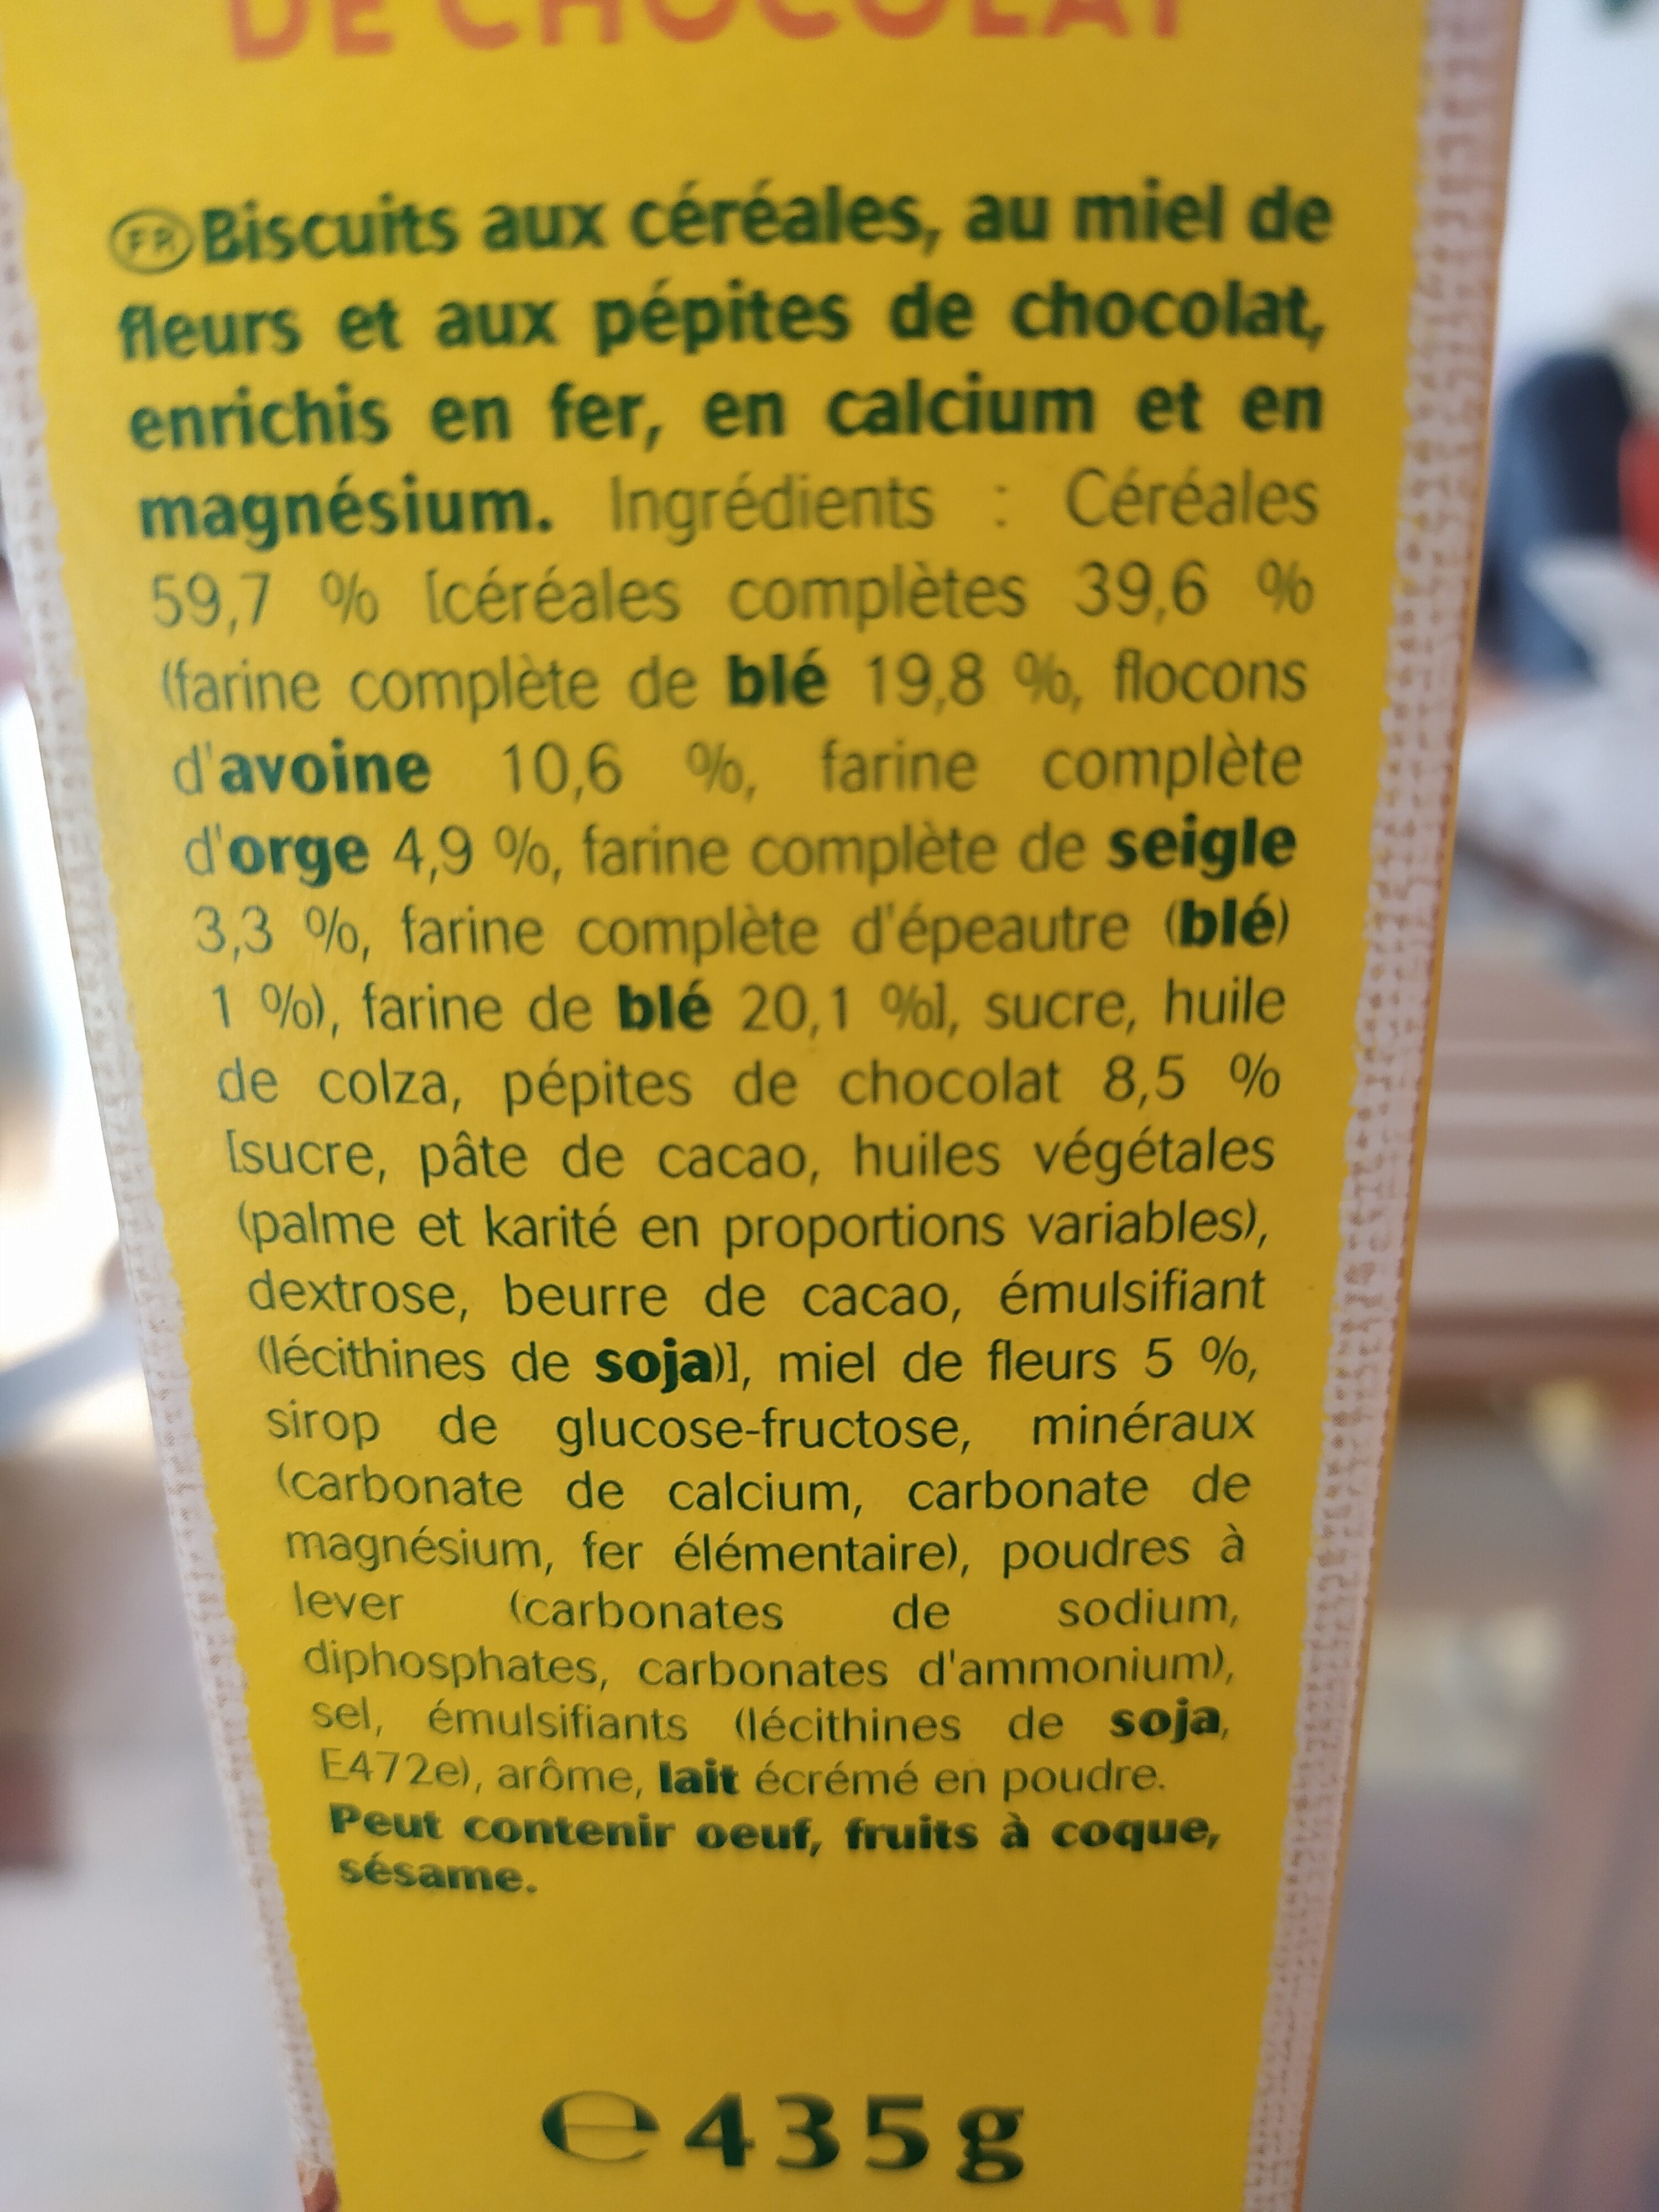 DE CHOCOLAT
FR Biscuits aux céréales, au miel de
fleurs et aux pépites de chocolat,
enrichis en fer, en calcium et en
magnésium. Ingrédients : Céréales
59,7 % [céréales complètes 39,6 %
(farine complète de blé 19,8 %, flocons
d'avoine 10,6 %, farine complète
d'orge 4,9 %, farine complète de seigle
3,3 %, farine complète d'épeautre (blé)
1 %), farine de blé 20,1 %], sucre, huile
de colza, pépites de chocolat 8,5 %
[sucre, pâte de cacao, huiles végétales
(palme et karité en proportions variables),
dextrose, beurre de cacao, émulsifiant
(lécithines de soja)], miel de fleurs 5 %,
sirop de glucose-fructose, minéraux
(carbonate de calcium, carbonate de
magnésium, fer élémentaire), poudres à
lever (carbonates de sodium,
diphosphates, carbonates d'ammonium),
sel, émulsifiants (lécithines de soja,
E472e), arôme, lait écrémé en poudre.
Peut contenir oeuf, fruits à coque,
sésame.
℮435g